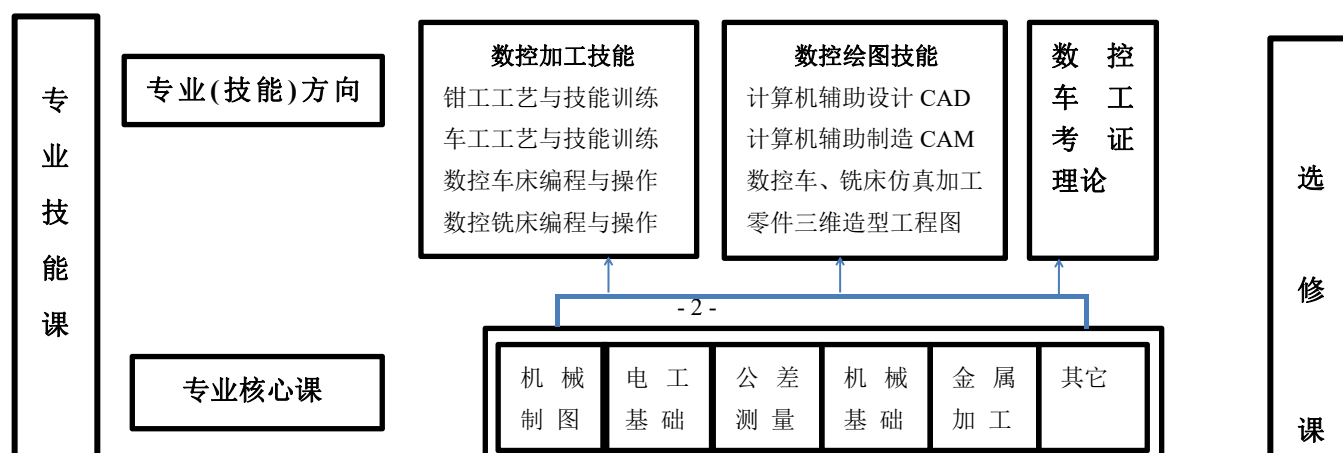 专业技能课
专业(技能)方向
数控加工技能
钳工工艺与技能训练
车工工艺与技能训练
数控车床编程与操作
数控铣床编程与操作
数控绘图技能
计算机辅助设计 CAD
计算机辅助制造 CAM
数控车、铣床仿真加工
零件三维造型工程图
数 控
车 工
考 证
理论
选修课
- 2 -
专业核心课
机 械
制 图
电 工
基 础
公 差
测 量
机 械
基 础
金 属
加 工
其它